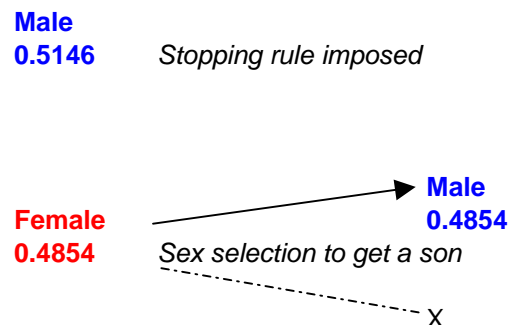 Male
0.5146 Stopping rule imposed
Male
Female 0.4854
0.4854 Sex selection to get a son
X